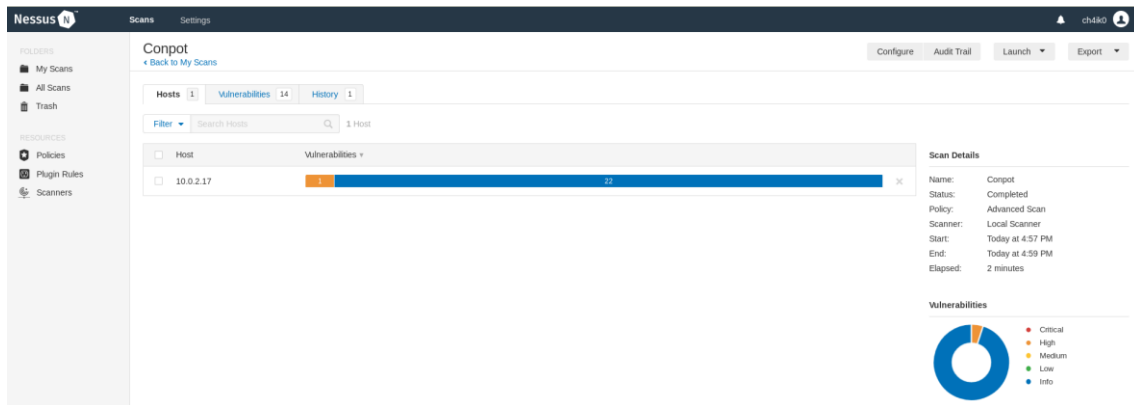 Nessus N
Scans Settings
ch4ik0
FOLDERS
My Scans
All Scans
Trash
RESOURCES
Policies
Plugin Rules
Scanners
Conpot
Back to My Scans
Configure Audit Trail Launch Export
Hosts 1 Vulnerabilities 14 History 1
Filter Search Hosts 1 Host
Host Vulnerabilities
10.0.2.17 1 22
Scan Details
Name: Conpot
Status: Completed
Policy: Advanced Scan
Scanner: Local Scanner
Start: Today at 4:57 PM
End: Today at 4:59 PM
Elapsed: 2 minutes
Vulnerabilities
Critical
High
Medium
Low
Info